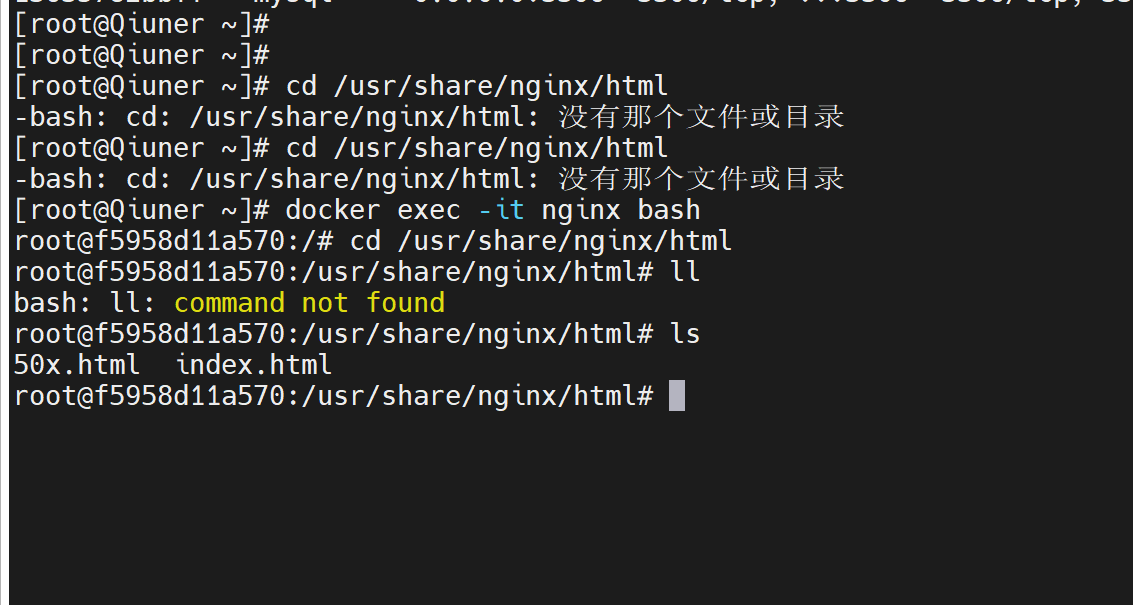 [root@Qiuner ~]#
[root@Qiuner ~]#
[root@Qiuner ~]# cd /usr/share/nginx/html
-bash: cd: /usr/share/nginx/html: 没有那个文件或目录
[root@Qiuner ~]# cd /usr/share/nginx/html
-bash: cd: /usr/share/nginx/html: 没有那个文件或目录
[root@Qiuner ~]# docker exec -it nginx bash
root@f5958d11a570:/# cd /usr/share/nginx/html
root@f5958d11a570:/usr/share/nginx/html# ll
bash: ll: command not found
root@f5958d11a570:/usr/share/nginx/html# ls
50x.html  index.html
root@f5958d11a570:/usr/share/nginx/html#